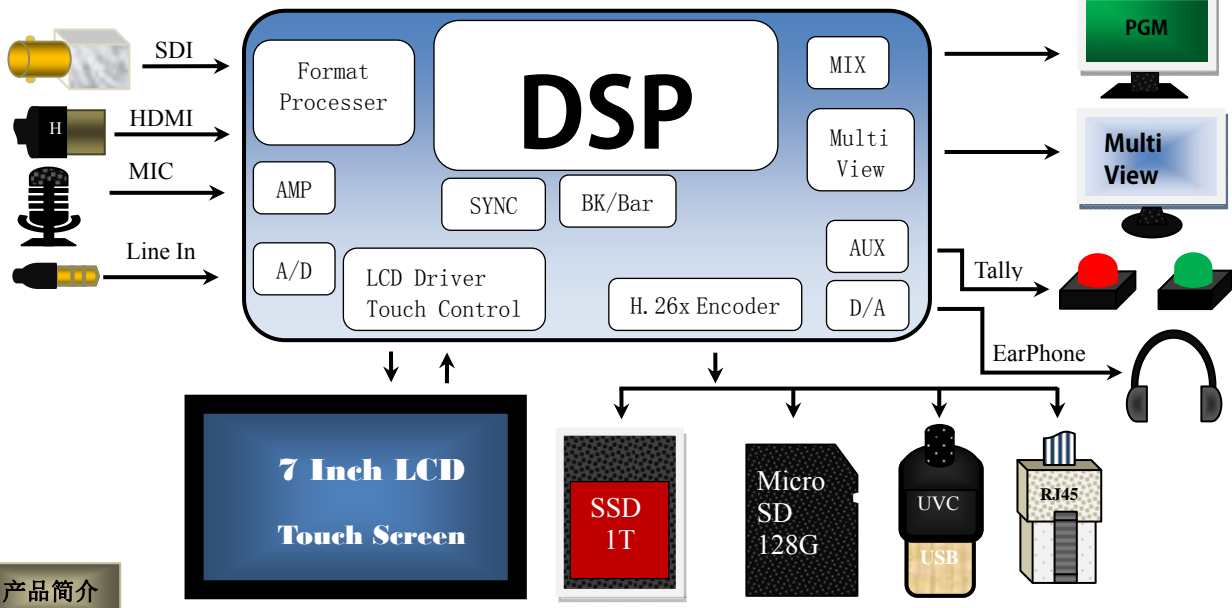 SDI
HDMI
H
MIC
Line In
Format
Processer
DSP
MIX
Multi
View
AMP
SYNC
BK/Bar
A/D
LCD Driver
Touch Control
H.26x Encoder
AUX
D/A
PGM
Multi
View
Tally
EarPhone
7 Inch LCD
Touch Screen
SSD
1T
Micro
SD
128G
UVC
USB
RJ45
产品简介